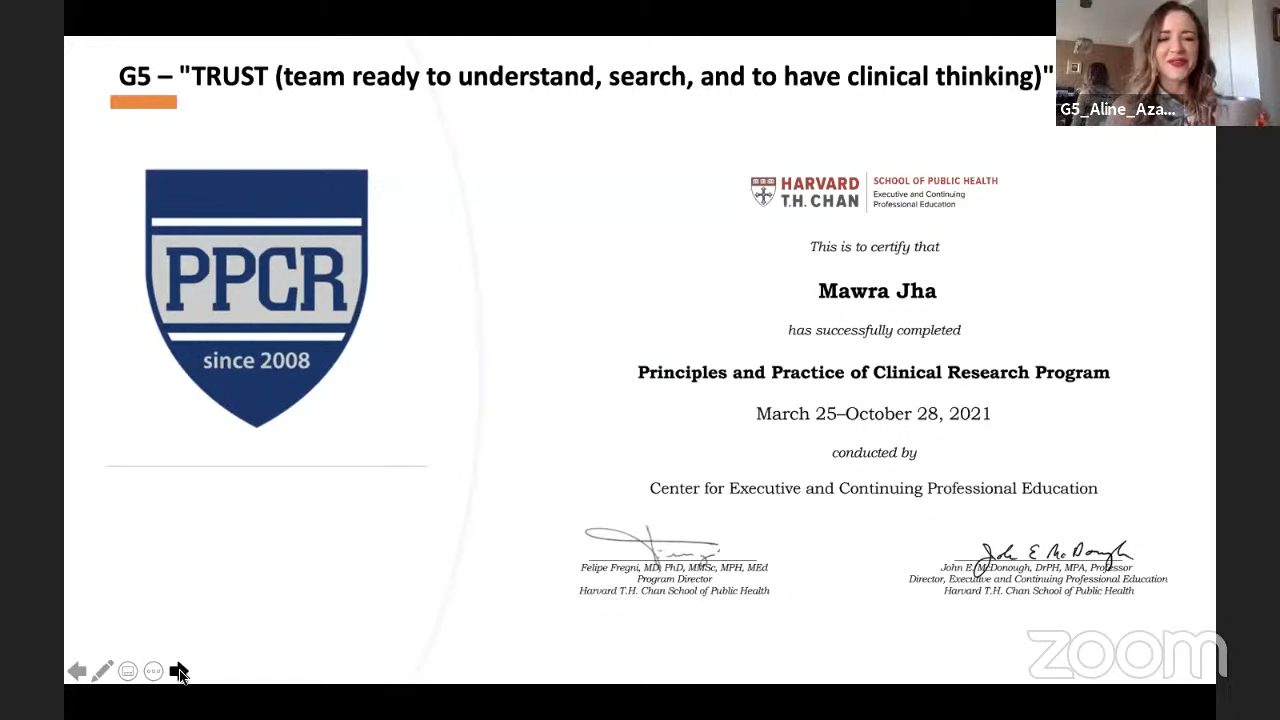 G5 – "TRUST (team ready to understand, search, and to have clinical thinking)"
G5_Aline_Aza...
PPCR
since 2008
HARVARD
T.H. CHAN
SCHOOL OF PUBLIC HEALTH
Executive and Continuing
Professional Education
This is to certify that
Mawra Jha
has successfully completed
Principles and Practice of Clinical Research Program
March 25–October 28, 2021
conducted by
Center for Executive and Continuing Professional Education
Felipe Fregni, MD, PhD, MMSc, MPH, MEd
Program Director
Harvard T.H. Chan School of Public Health
John E McDonough
John E. McDonough, DrPH, MPA, Professor
Director, Executive and Continuing Professional Education
Harvard T.H. Chan School of Public Health
zoom